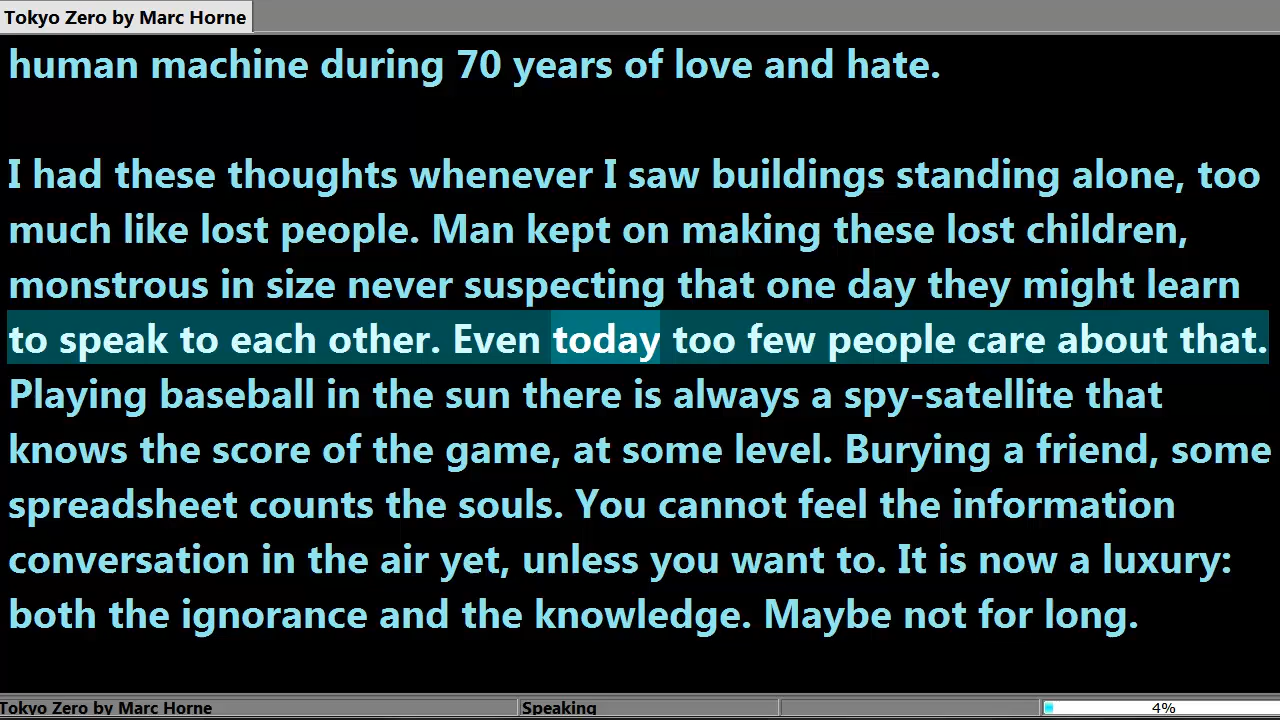 Tokyo Zero by Marc Horne
human machine during 70 years of love and hate.
I had these thoughts whenever I saw buildings standing alone, too
much like lost people. Man kept on making these lost children,
monstrous in size never suspecting that one day they might learn
to speak to each other. Even today too few people care about that.
Playing baseball in the sun there is always a spy-satellite that
knows the score of the game, at some level. Burying a friend, some
spreadsheet counts the souls. You cannot feel the information
conversation in the air yet, unless you want to. It is now a luxury:
both the ignorance and the knowledge. Maybe not for long.
Tokyo Zero by Marc Horne Speaking 4%